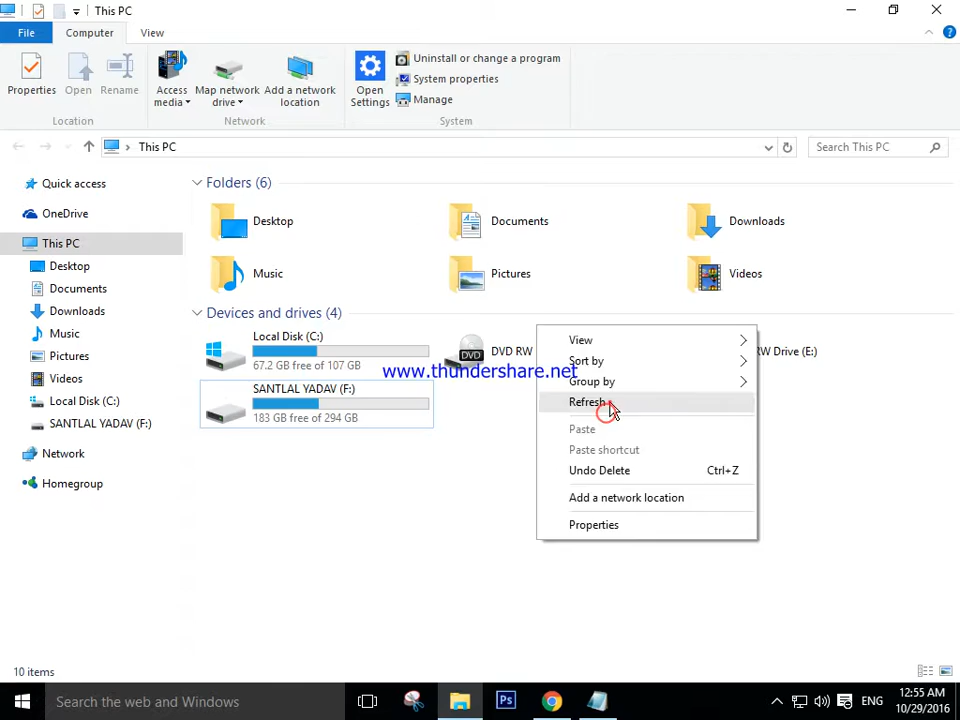 This PC
File
Computer
View
Properties
Open
Rename
Access media
Map network drive
Add a network location
Open Settings
Uninstall or change a program
System properties
Manage
Location
Network
System
This PC
Search This PC
Quick access
OneDrive
This PC
Desktop
Documents
Downloads
Music
Pictures
Videos
Local Disk (C:)
SANTLAL YADAV (F:)
Network
Homegroup
Folders (6)
Desktop
Documents
Downloads
Music
Pictures
Videos
Devices and drives (4)
Local Disk (C:)
67.2 GB free of 107 GB
DVD RW
RW Drive (E:)
SANTLAL YADAV (F:)
183 GB free of 294 GB
www.thundershare.net
View
Sort by
Group by
Refresh
Paste
Paste shortcut
Undo Delete Ctrl+Z
Add a network location
Properties
10 items
Search the web and Windows
Ps
ENG
12:55 AM
10/29/2016